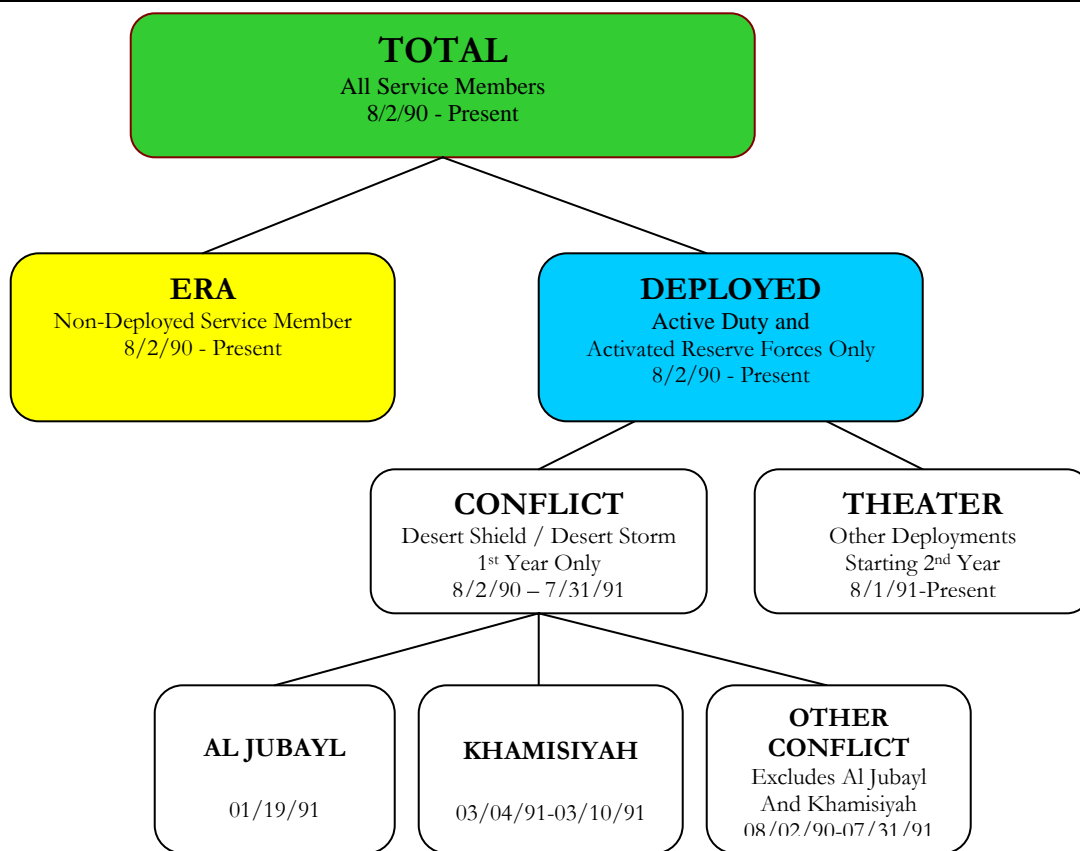 TOTAL
All Service Members
8/2/90 - Present
ERA
Non-Deployed Service Member
8/2/90 - Present
DEPLOYED
Active Duty and
Activated Reserve Forces Only
8/2/90 - Present
CONFLICT
Desert Shield / Desert Storm
1st Year Only
8/2/90 – 7/31/91
THEATER
Other Deployments
Starting 2nd Year
8/1/91-Present
AL JUBAYL
01/19/91
KHAMISIYAH
03/04/91-03/10/91
OTHER
CONFLICT
Excludes Al Jubayl
And Khamisiyah
08/02/90-07/31/91